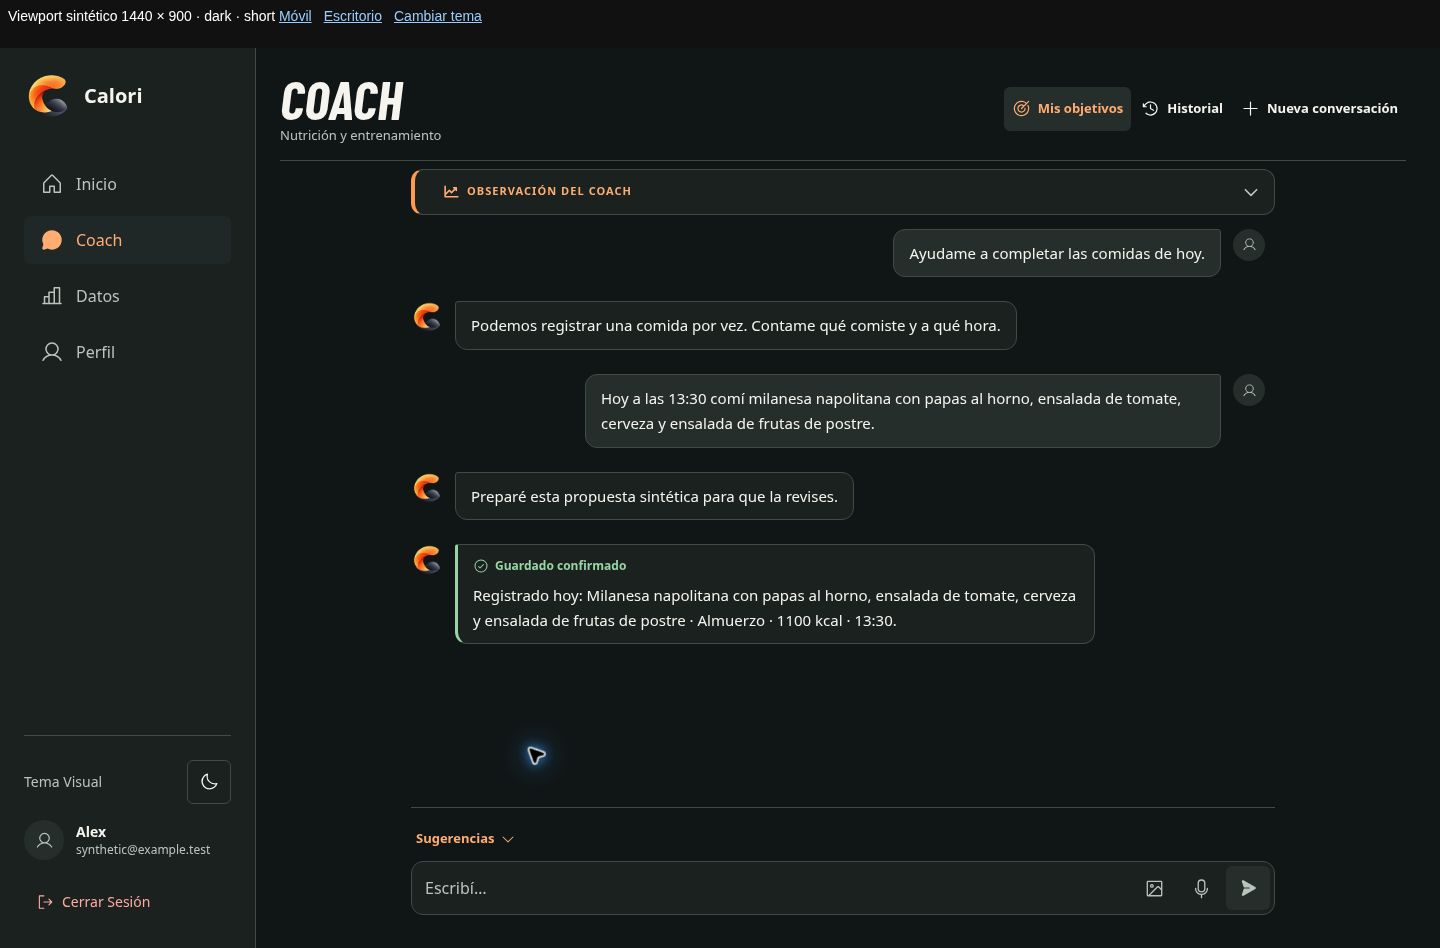 Viewport sintético 1440 × 900 · dark · short Móvil Escritorio Cambiar tema
Calori
Inicio
Coach
Datos
Perfil
Tema Visual
Alex
synthetic@example.test
Cerrar Sesión
COACH
Nutrición y entrenamiento
Mis objetivos
Historial
Nueva conversación
OBSERVACIÓN DEL COACH
Ayudame a completar las comidas de hoy.
Podemos registrar una comida por vez. Contame qué comiste y a qué hora.
Hoy a las 13:30 comí milanesa napolitana con papas al horno, ensalada de tomate,
cerveza y ensalada de frutas de postre.
Preparé esta propuesta sintética para que la revises.
Guardado confirmado
Registrado hoy: Milanesa napolitana con papas al horno, ensalada de tomate, cerveza
y ensalada de frutas de postre · Almuerzo · 1100 kcal · 13:30.
Sugerencias
Escribí...